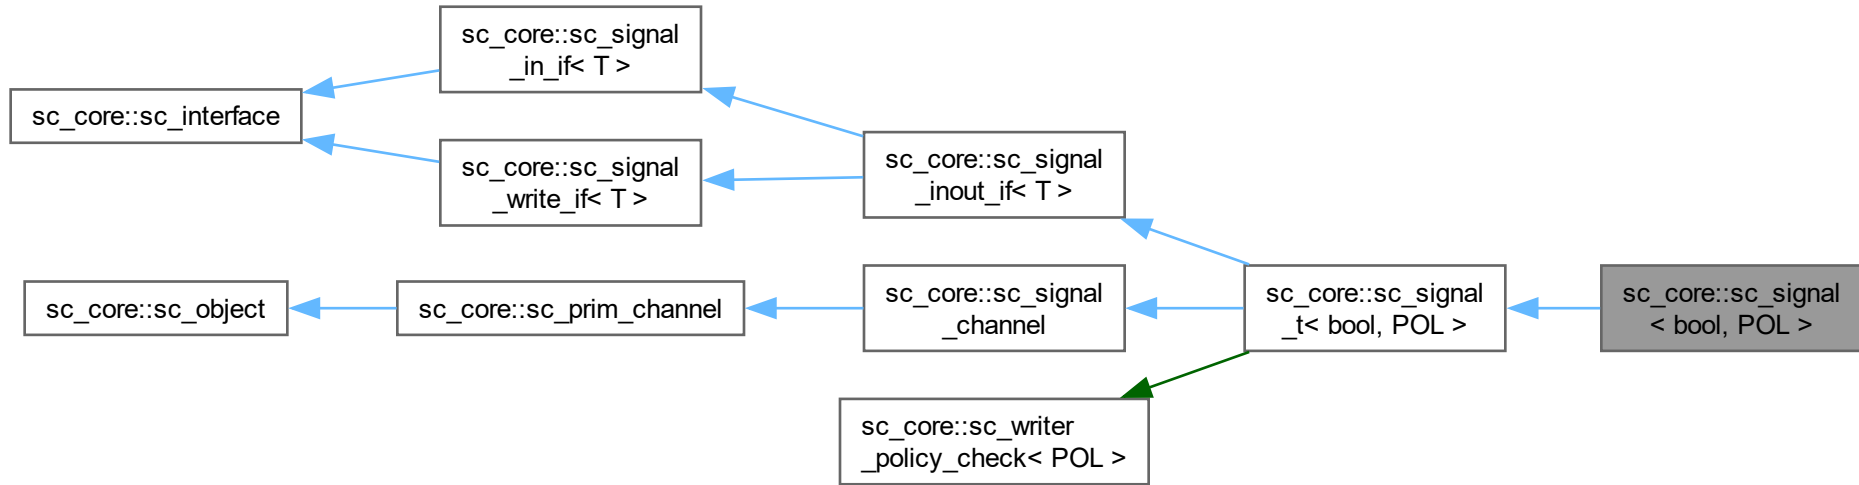 sc_core::sc_signal
_in_if< T >
sc_core::sc_interface
sc_core::sc_signal
_write_if< T >
sc_core::sc_signal
_inout_if< T >
sc_core::sc_object
sc_core::sc_prim_channel
sc_core::sc_signal
_channel
sc_core::sc_signal
_t< bool, POL >
sc_core::sc_signal
< bool, POL >
sc_core::sc_writer
_policy_check< POL >